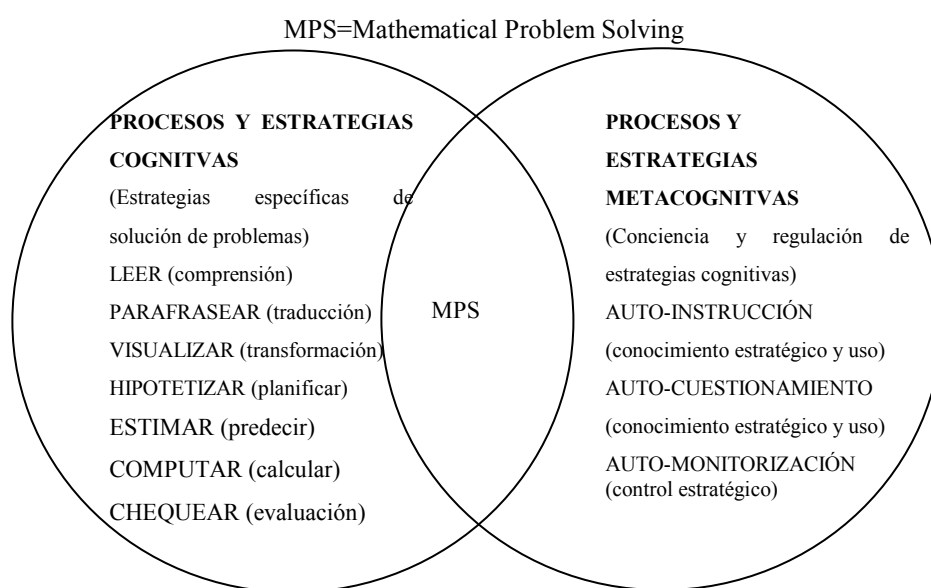 MPS=Mathematical Problem Solving
PROCESOS Y ESTRATEGIAS
COGNITVAS
(Estrategias específicas de
solución de problemas)
LEER (comprensión)
PARAFRASEAR (traducción)
VISUALIZAR (transformación)
HIPOTETIZAR (planificar)
ESTIMAR (predecir)
COMPUTAR (calcular)
CHEQUEAR (evaluación)
MPS
PROCESOS Y
ESTRATEGIAS
METACOGNITVAS
(Conciencia y regulación de
estrategias cognitivas)
AUTO-INSTRUCCIÓN
(conocimiento estratégico y uso)
AUTO-CUESTIONAMIENTO
(conocimiento estratégico y uso)
AUTO-MONITORIZACIÓN
(control estratégico)